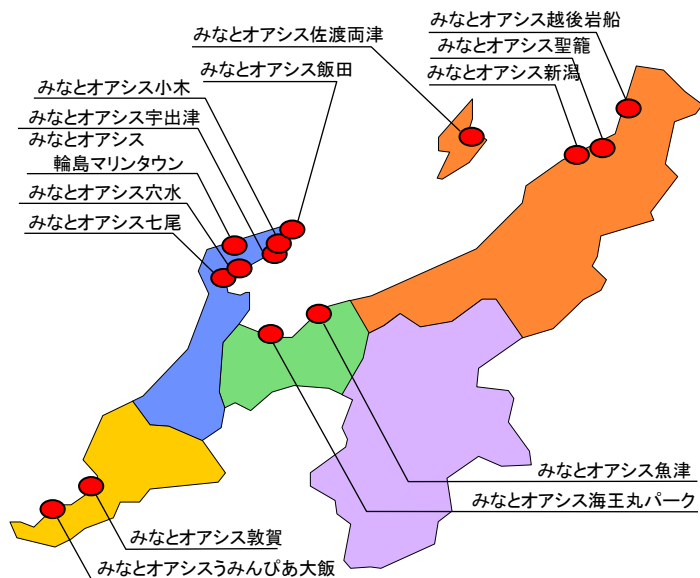 みなとオアシス越後岩船
みなとオアシス佐渡両津
みなとオアシス聖籠
みなとオアシス飯田
みなとオアシス新潟
みなとオアシス小木
みなとオアシス宇出津
みなとオアシス
輪島マリンタウン
みなとオアシス穴水
みなとオアシス七尾
みなとオアシス魚津
みなとオアシス海王丸パーク
みなとオアシス敦賀
みなとオアシスうみんぴあ大飯